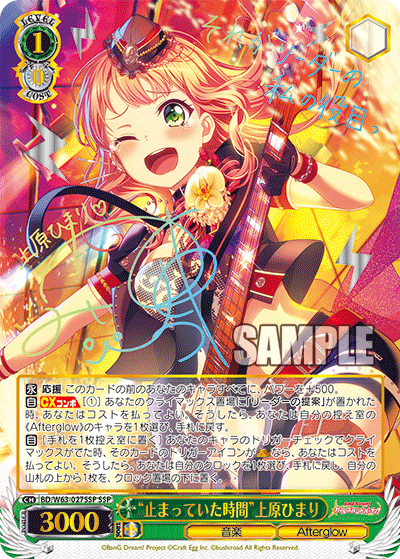 LEVEL
1
0
COST
それがリーダーの
私の役目っ
上原ひまり♡
SAMPLE
永 応援 このカードの前のあなたのキャラすべてに、パワーを+500。
自 CXコンボ [①] あなたのクライマックス置場に「リーダーの提案」が置かれた
時、あなたはコストを払ってよい。そうしたら、あなたは自分の控え室の
《Afterglow》のキャラを1枚選び、手札に戻す。
自 [手札を1枚控え室に置く] あなたのキャラのトリガーチェックでクライ
マックスがでた時、そのカードのトリガーアイコンが なら、あなたはコストを
払ってよい。そうしたら、あなたは自分のクロックを1枚選び、手札に戻し、自分の
山札の上から1枚を、クロック置場に置く。
CH BD/W63-027SSP SSP
3000
"止まっていた時間"上原ひまり
音楽
Afterglow
©BanG Dream! Project ©Craft Egg Inc. ©bushiroad All Rights Reserved.